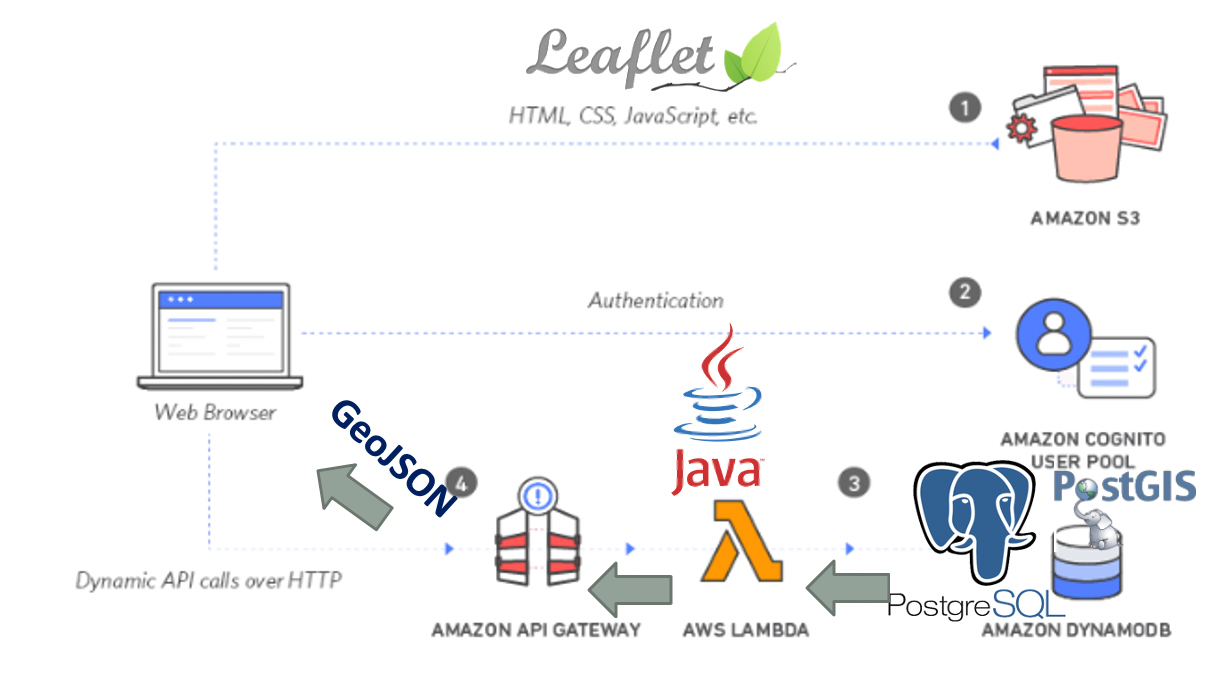 Leaflet
HTML, CSS, JavaScript, etc.
1
AMAZON S3
2
Authentication
Web Browser
AMAZON COGNITO
USER POOL
GeoJSON
Java™
4
3
PostGIS
Dynamic API calls over HTTP
PostgreSQL
AMAZON API GATEWAY
AWS LAMBDA
AMAZON DYNAMODB